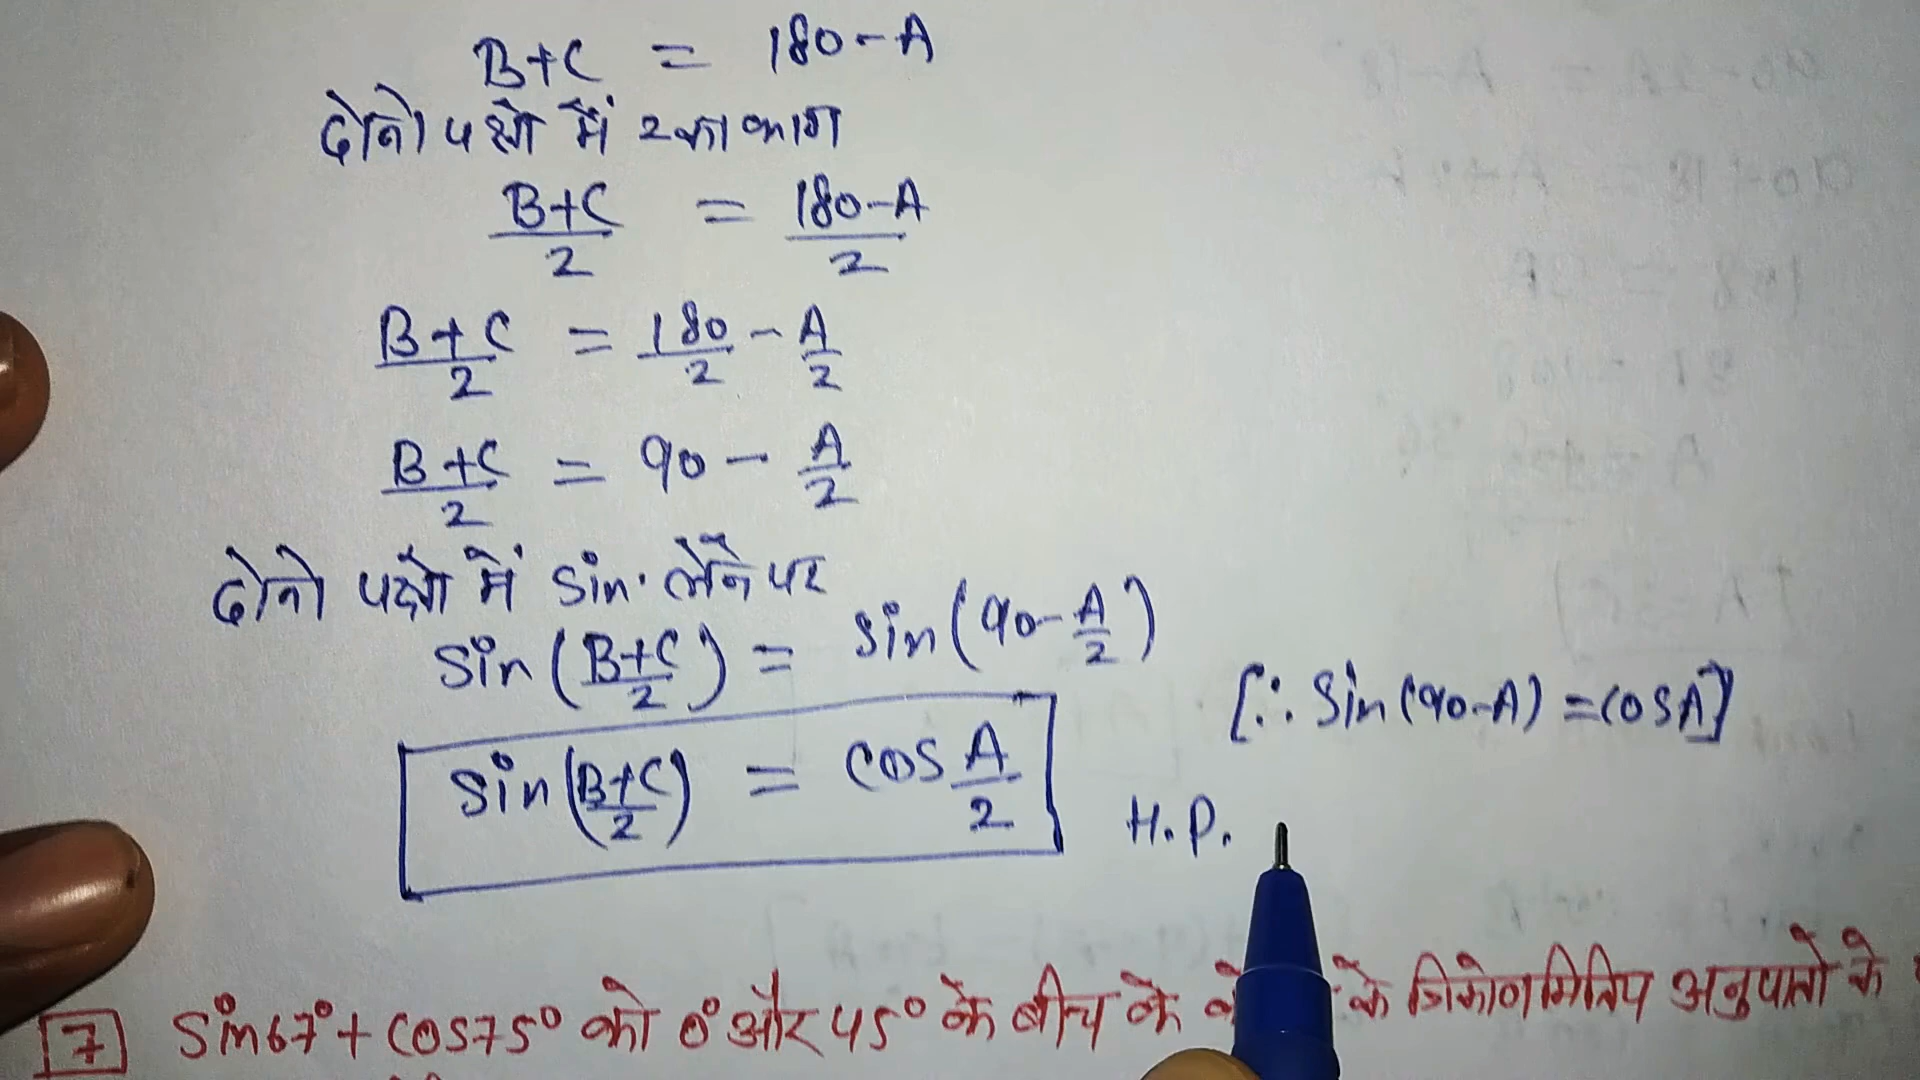 B+C = 180-A
दोनो पक्षो में 2 का भाग
B+C/2 = 180-A/2
B+C/2 = 180/2 - A/2
B+C/2 = 90 - A/2
दोनो पक्षो में sin. लेने पर
sin(B+C/2) = sin(90-A/2)
[∵ sin(90-A) = cosA]
sin(B+C/2) = cos A/2
H.P.
7 sin67°+cos75° को 0° और 45° के बीच के के त्रिकोणमितिय अनुपातो के